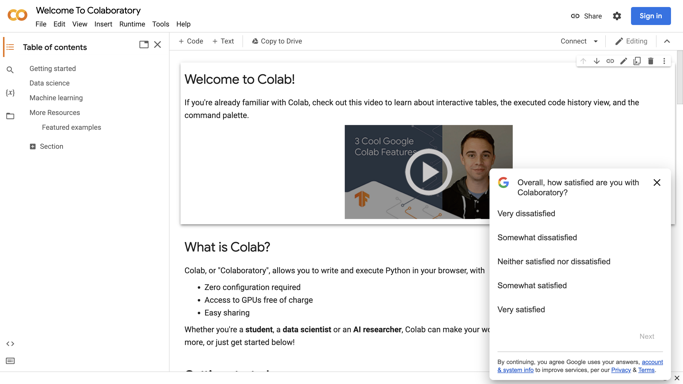 Welcome To Colaboratory
File Edit View Insert Runtime Tools Help
Share
Sign in
Table of contents
Getting started
Data science
Machine learning
More Resources
Featured examples
Section
+ Code + Text Copy to Drive
Connect
Editing
Welcome to Colab!
If you're already familiar with Colab, check out this video to learn about interactive tables, the executed code history view, and the
command palette.
3 Cool Google
Colab Features
What is Colab?
Colab, or "Colaboratory", allows you to write and execute Python in your browser, with
• Zero configuration required
• Access to GPUs free of charge
• Easy sharing
Whether you're a student, a data scientist or an AI researcher, Colab can make your wo
more, or just get started below!
Overall, how satisfied are you with
Colaboratory?
Very dissatisfied
Somewhat dissatisfied
Neither satisfied nor dissatisfied
Somewhat satisfied
Very satisfied
Next
By continuing, you agree Google uses your answers, account
& system info to improve services, per our Privacy & Terms.